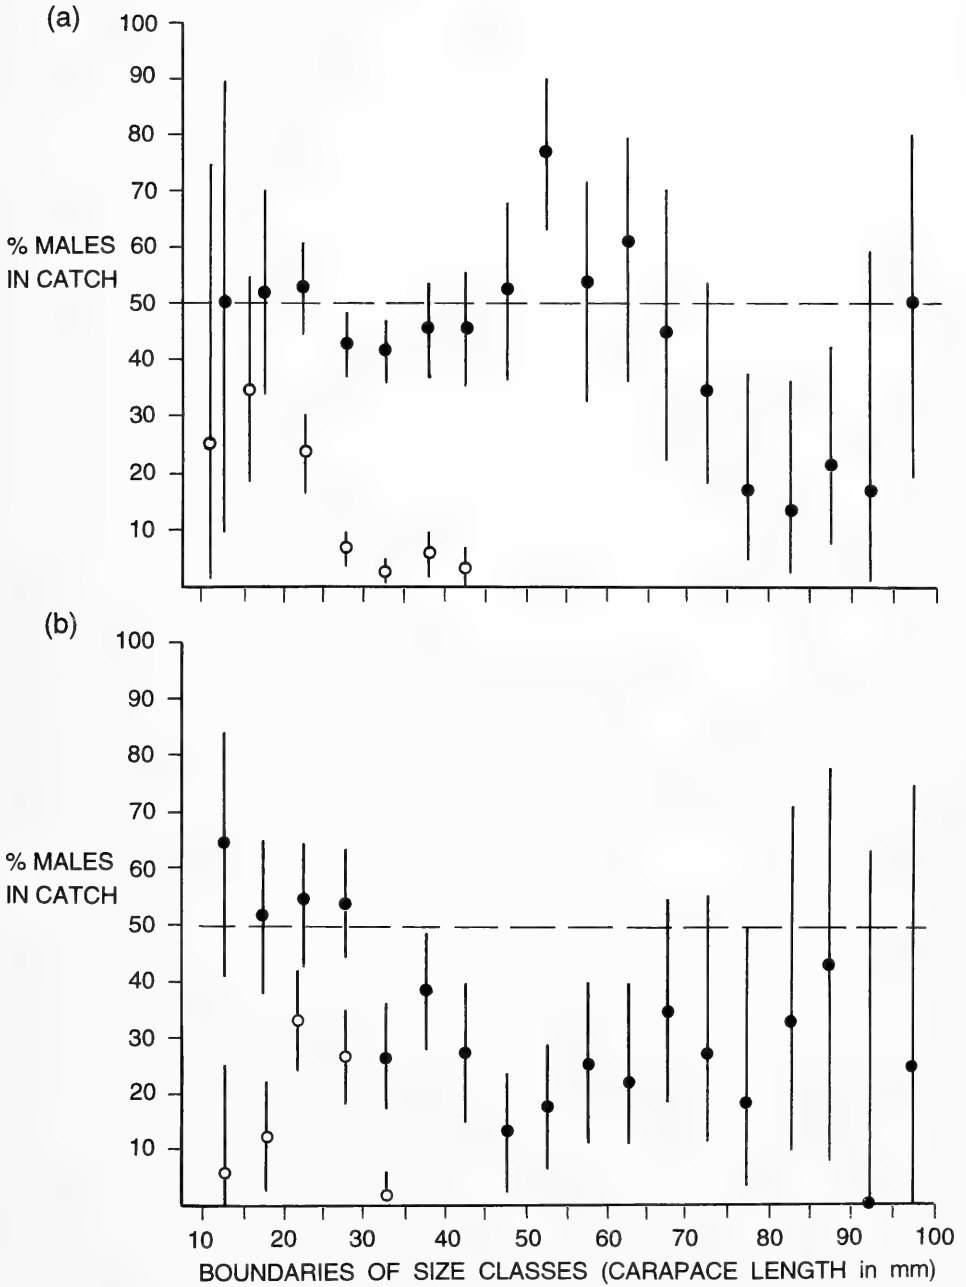 (a)
100
90
80
70
60
% MALES
IN CATCH
50
40
30
20
10
(b)
100
90
80
70
60
% MALES
IN CATCH
50
40
30
20
10
10 20 30 40 50 60 70 80 90 100
BOUNDARIES OF SIZE CLASSES (CARAPACE LENGTH in mm)